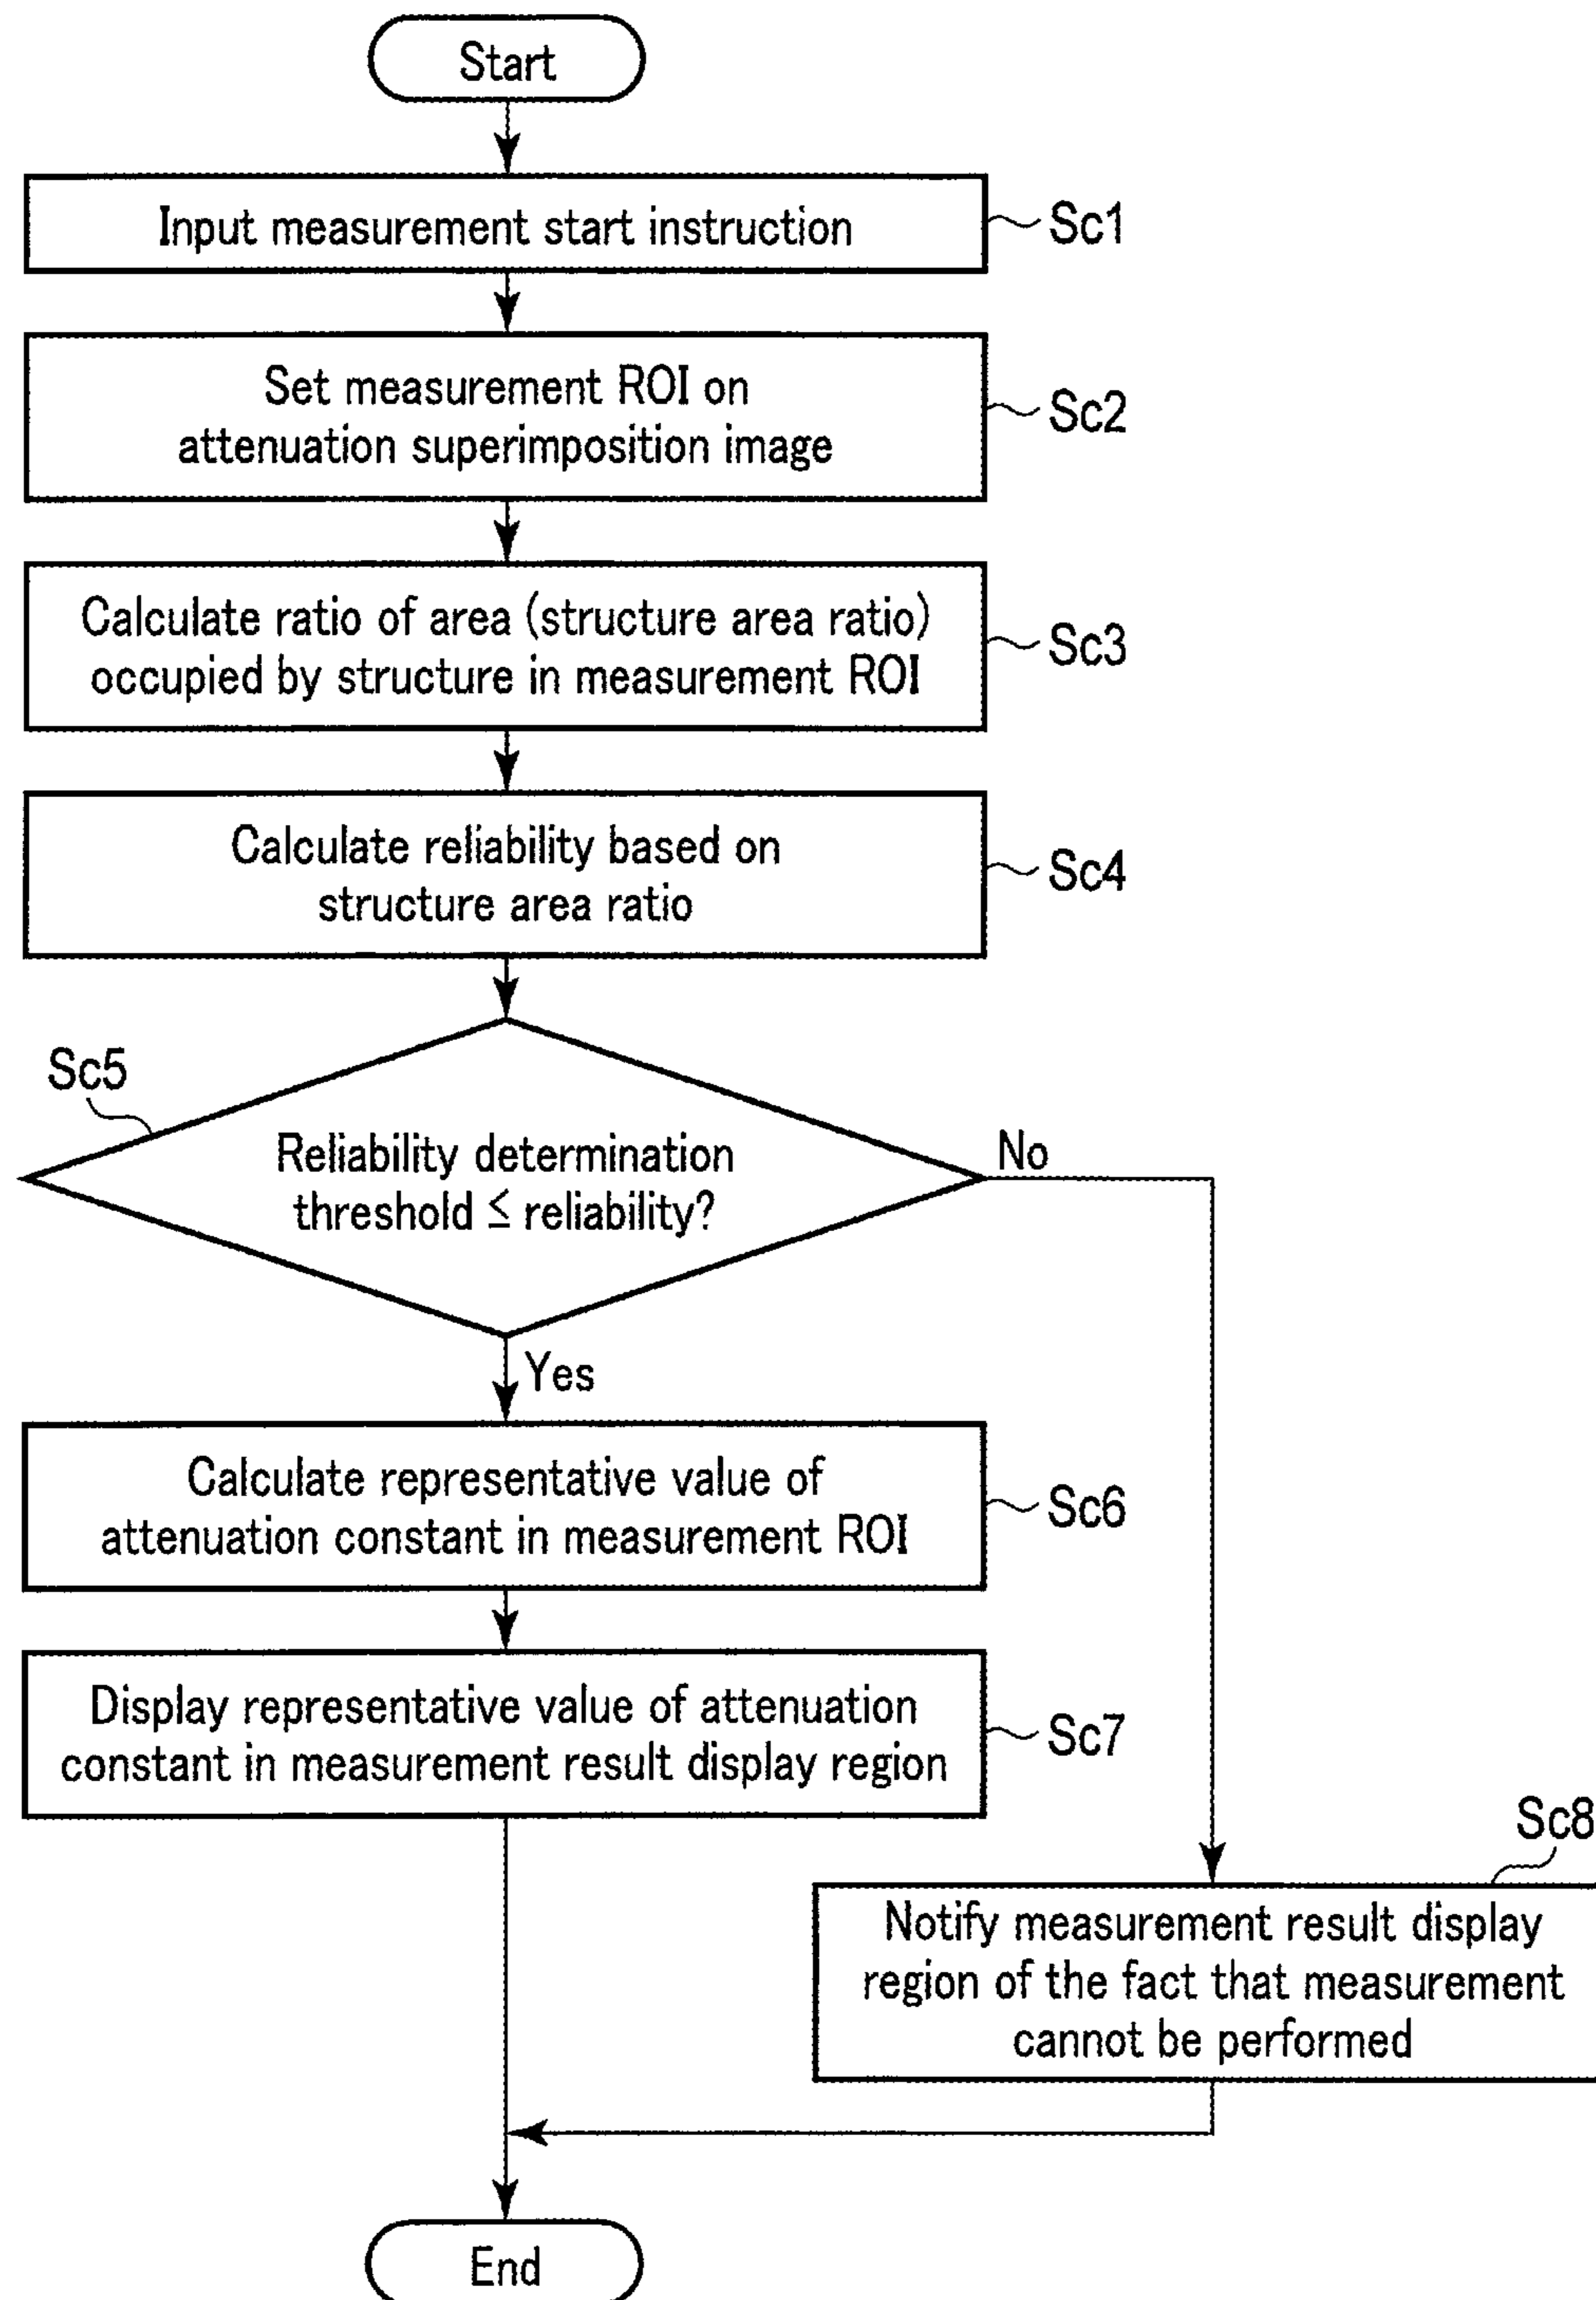 Start
Input measurement start instruction
Sc1
Set measurement ROI on
attenuation superimposition image
Sc2
Calculate ratio of area (structure area ratio)
occupied by structure in measurement ROI
Sc3
Calculate reliability based on
structure area ratio
Sc4
Sc5
Reliability determination
threshold ≦ reliability?
No
Yes
Calculate representative value of
attenuation constant in measurement ROI
Sc6
Display representative value of attenuation
constant in measurement result display region
Sc7
Sc8
Notify measurement result display
region of the fact that measurement
cannot be performed
End